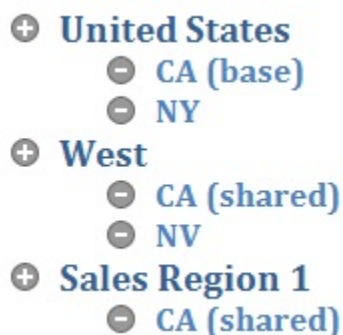 United States
CA (base)
NY
West
CA (shared)
NV
Sales Region 1
CA (shared)